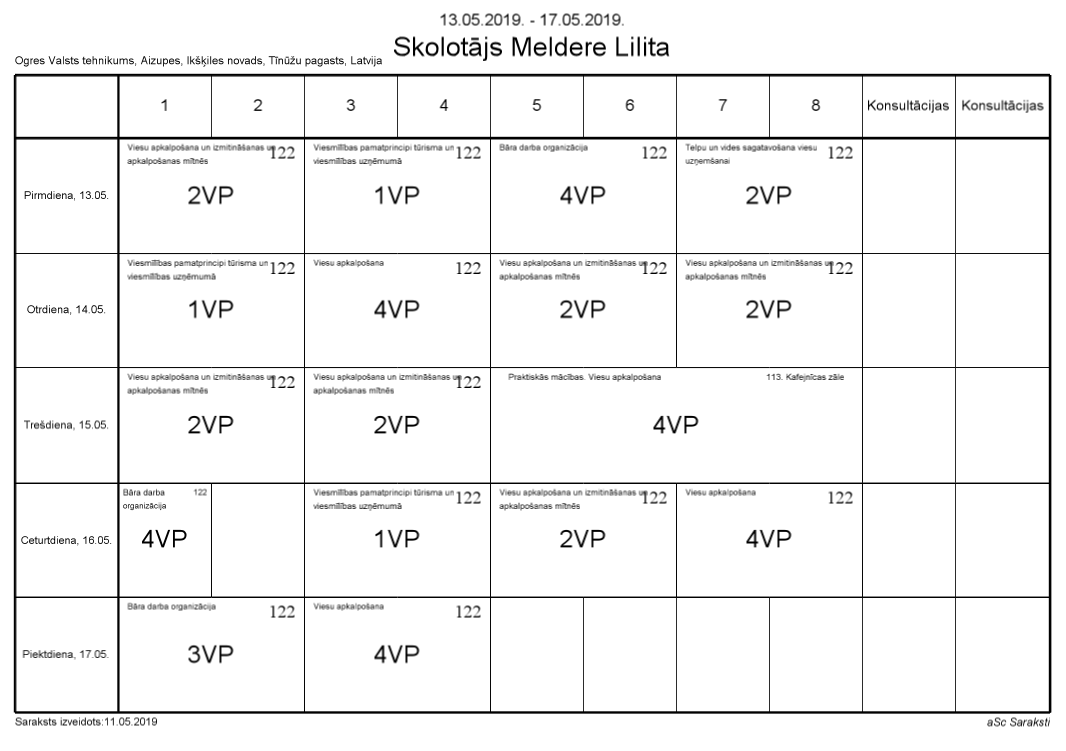 13.05.2019. - 17.05.2019.
Skolotājs Meldere Lilita
Ogres Valsts tehnikums, Aizupes, Ikšķiles novads, Tīnūžu pagasts, Latvija
1 2 3 4 5 6 7 8 Konsultācijas Konsultācijas
Pirmdiena, 13.05.
Viesu apkalpošana un izmitināšanas un
apkalpošanas mītnēs
122
2VP
Viesmīlības pamatprincipi tūrisma un
viesmīlības uzņēmumā
122
1VP
Bāra darba organizācija
122
4VP
Telpu un vides sagatavošana viesu
uzņemšanai
122
2VP
Otrdiena, 14.05.
Viesmīlības pamatprincipi tūrisma un
viesmīlības uzņēmumā
122
1VP
Viesu apkalpošana
122
4VP
Viesu apkalpošana un izmitināšanas un
apkalpošanas mītnēs
122
2VP
Viesu apkalpošana un izmitināšanas un
apkalpošanas mītnēs
122
2VP
Trešdiena, 15.05.
Viesu apkalpošana un izmitināšanas un
apkalpošanas mītnēs
122
2VP
Viesu apkalpošana un izmitināšanas un
apkalpošanas mītnēs
122
2VP
Praktiskās mācības. Viesu apkalpošana
113. Kafejnīcas zāle
4VP
Ceturtdiena, 16.05.
Bāra darba
organizācija
122
4VP
Viesmīlības pamatprincipi tūrisma un
viesmīlības uzņēmumā
122
1VP
Viesu apkalpošana un izmitināšanas un
apkalpošanas mītnēs
122
2VP
Viesu apkalpošana
122
4VP
Piektdiena, 17.05.
Bāra darba organizācija
122
3VP
Viesu apkalpošana
122
4VP
Saraksts izveidots:11.05.2019
aSc Saraksti